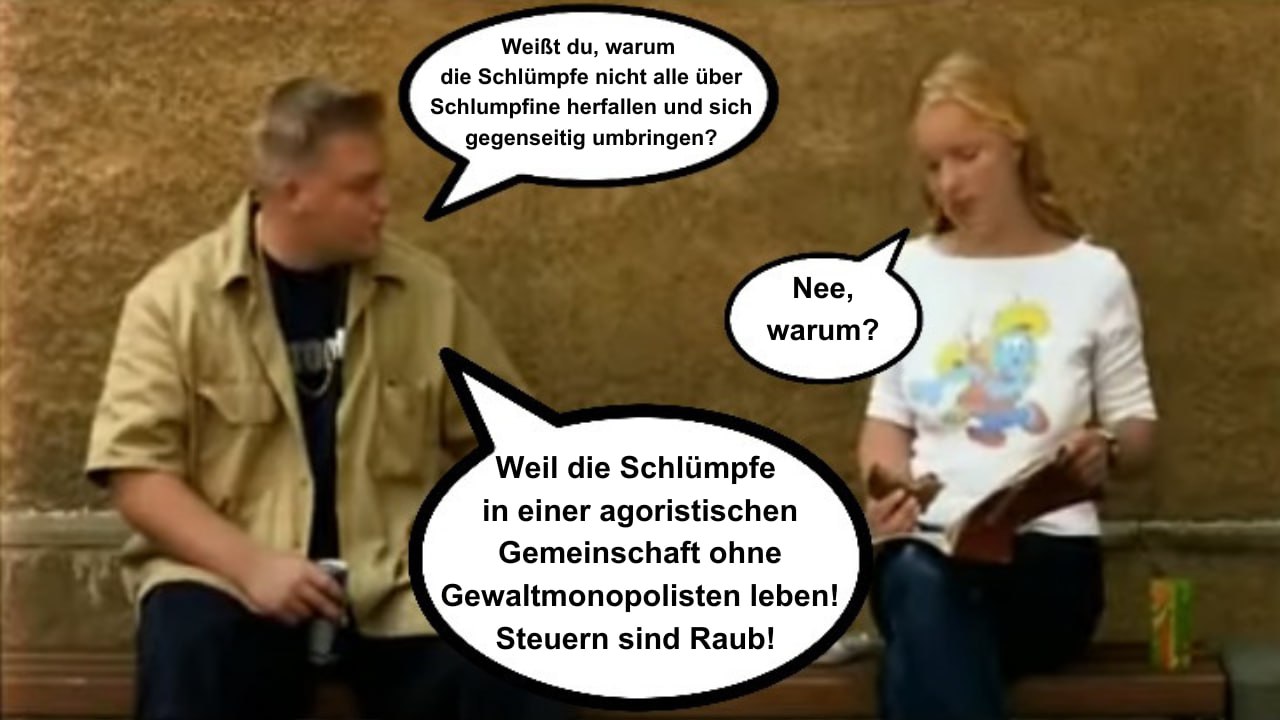 Weißt du, warum
die Schlümpfe nicht alle über
Schlumpfine herfallen und sich
gegenseitig umbringen?
Nee,
warum?
Weil die Schlümpfe
in einer agoristischen
Gemeinschaft ohne
Gewaltmonopolisten leben!
Steuern sind Raub!